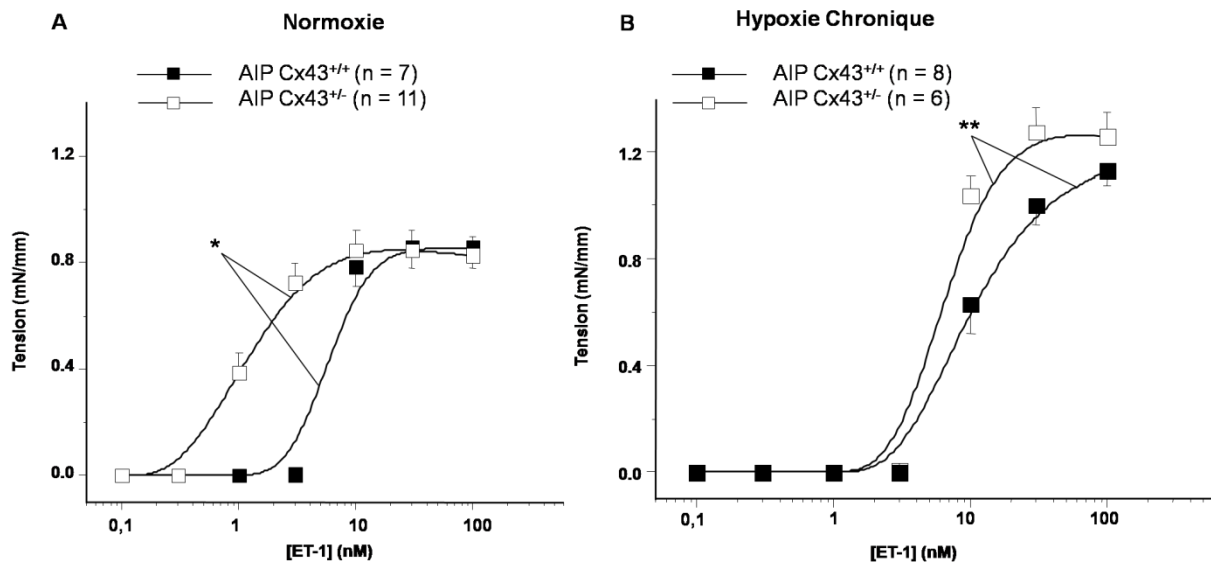 A
Normoxie
AIP Cx43+/+ (n = 7)
AIP Cx43+/- (n = 11)
1.2
0.8
0.4
0.0
Tension (mN/mm)
*
0,1
1
10
100
[ET-1] (nM)
B
Hypoxie Chronique
AIP Cx43+/+ (n = 8)
AIP Cx43+/- (n = 6)
1.2
0.8
0.4
0.0
Tension (mN/mm)
**
0,1
1
10
100
[ET-1] (nM)